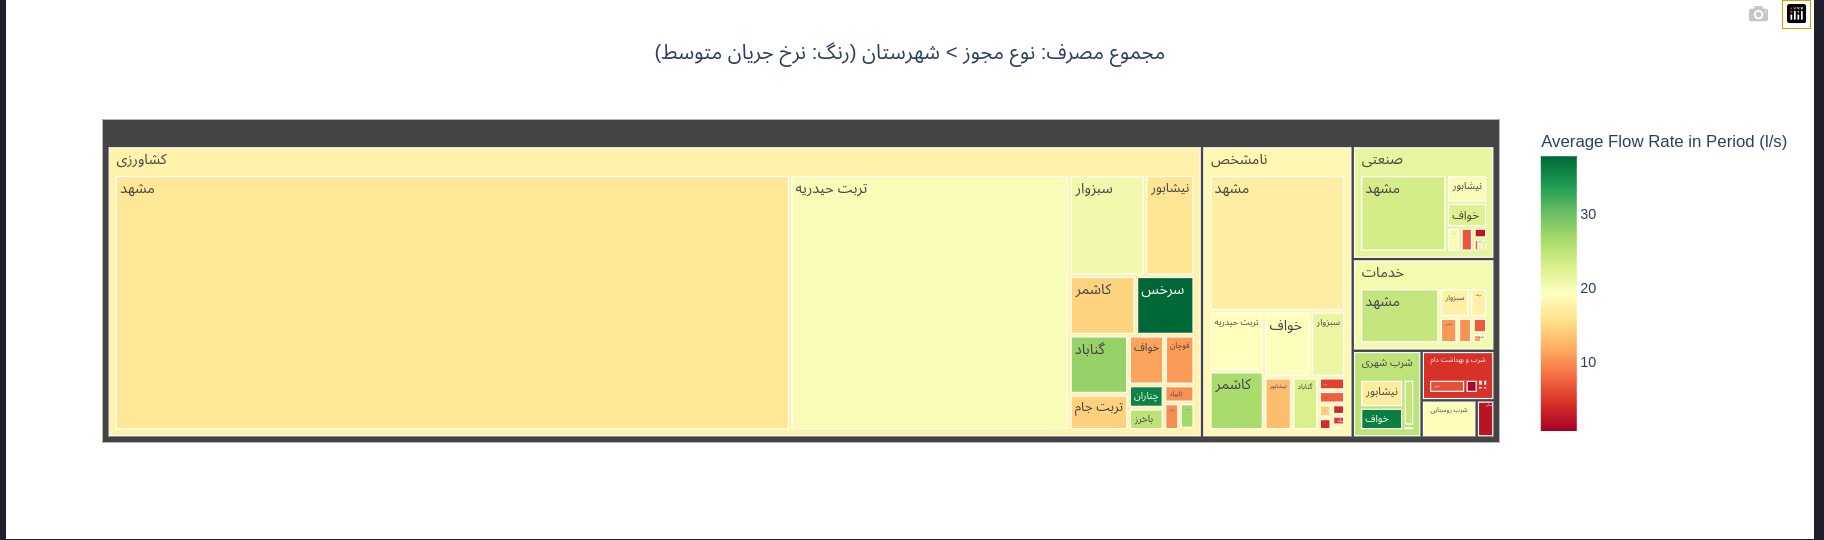 مجموع مصرف: نوع مجوز > شهرستان (رنگ: نرخ جریان متوسط)
کشاورزی
مشهد
تربت حیدریه
سبزوار
نیشابور
کاشمر
سرخس
گناباد
خواف
قوچان
تربت جام
چناران
باخرز
تایباد
نامشخص
مشهد
تربت حیدریه
خواف
سبزوار
کاشمر
نیشابور
گناباد
صنعتی
مشهد
نیشابور
خواف
خدمات
مشهد
سبزوار
شرب شهری
نیشابور
خواف
شرب و بهداشت دام
شرب روستایی
Average Flow Rate in Period (l/s)
30
20
10